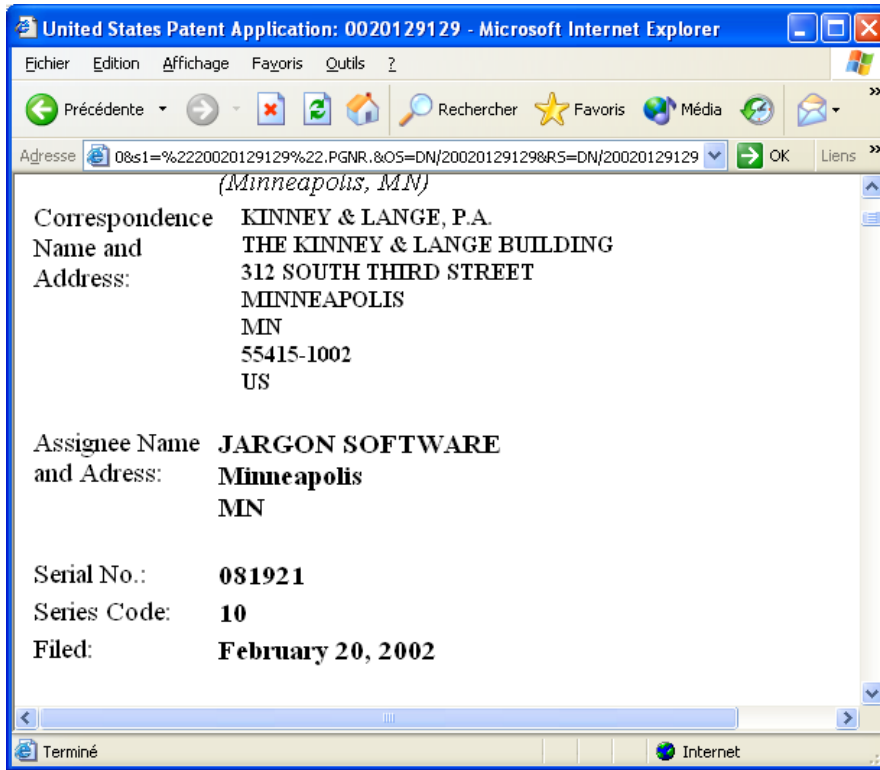 United States Patent Application: 0020129129 - Microsoft Internet Explorer
Fichier Edition Affichage Favoris Outils ?
Précédente Rechercher Favoris Média »
Adresse 0&s1=%2220020129129%22.PGNR.&OS=DN/20020129129&RS=DN/20020129129 OK Liens »
(Minneapolis, MN)
Correspondence
Name and
Address:
KINNEY & LANGE, P.A.
THE KINNEY & LANGE BUILDING
312 SOUTH THIRD STREET
MINNEAPOLIS
MN
55415-1002
US
Assignee Name
and Adress:
JARGON SOFTWARE
Minneapolis
MN
Serial No.: 081921
Series Code: 10
Filed: February 20, 2002
Terminé Internet